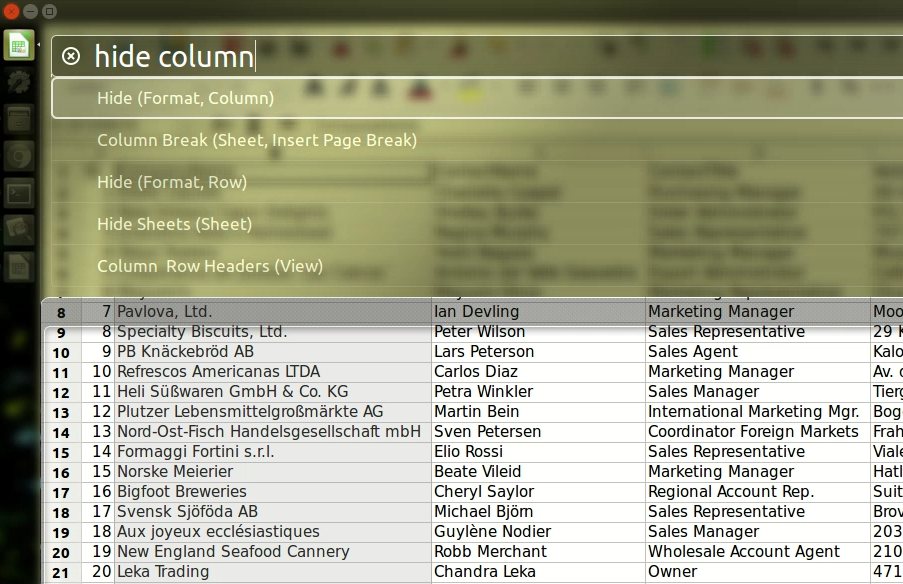 hide column
Hide (Format, Column)
Column Break (Sheet, Insert Page Break)
Hide (Format, Row)
Hide Sheets (Sheet)
Column  Row Headers (View)
8 7 Pavlova, Ltd. Ian Devling Marketing Manager Moo
9 8 Specialty Biscuits, Ltd. Peter Wilson Sales Representative 29 K
10 9 PB Knäckebröd AB Lars Peterson Sales Agent Kalo
11 10 Refrescos Americanas LTDA Carlos Diaz Marketing Manager Av. d
12 11 Heli Süßwaren GmbH & Co. KG Petra Winkler Sales Manager Tierg
13 12 Plutzer Lebensmittelgroßmärkte AG Martin Bein International Marketing Mgr. Boge
14 13 Nord-Ost-Fisch Handelsgesellschaft mbH Sven Petersen Coordinator Foreign Markets Frah
15 14 Formaggi Fortini s.r.l. Elio Rossi Sales Representative Viale
16 15 Norske Meierier Beate Vileid Marketing Manager Hatl
17 16 Bigfoot Breweries Cheryl Saylor Regional Account Rep. Suit
18 17 Svensk Sjöföda AB Michael Björn Sales Representative Brov
19 18 Aux joyeux ecclésiastiques Guylène Nodier Sales Manager 203
20 19 New England Seafood Cannery Robb Merchant Wholesale Account Agent 210
21 20 Leka Trading Chandra Leka Owner 471